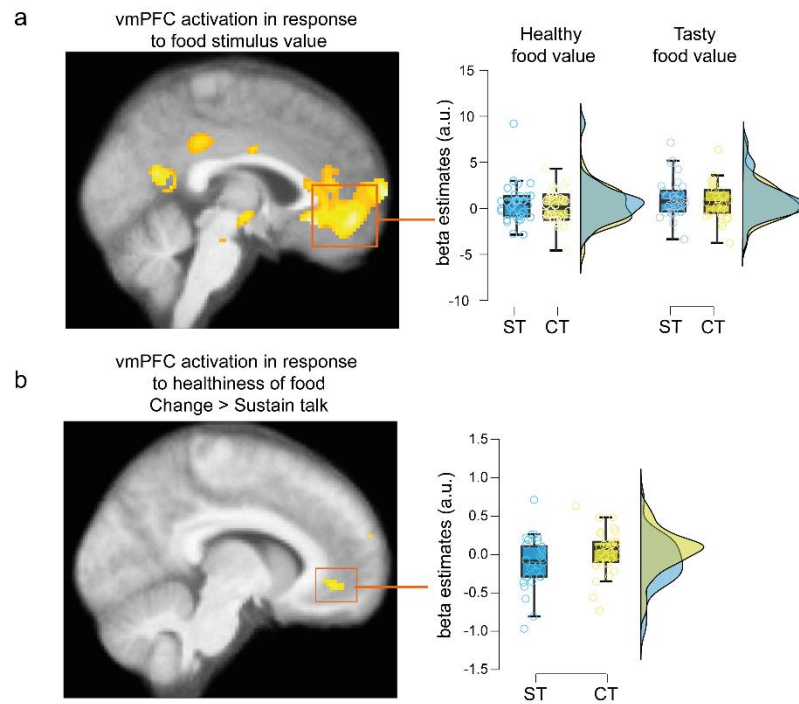 a
vmPFC activation in response
to food stimulus value
Healthy
food value
Tasty
food value
beta estimates (a.u.)
15
10
5
0
-5
-10
ST
CT
ST
CT
b
vmPFC activation in response
to healthiness of food
Change > Sustain talk
beta estimates (a.u.)
1.5
1.0
0.5
0.0
-0.5
-1.0
-1.5
ST
CT